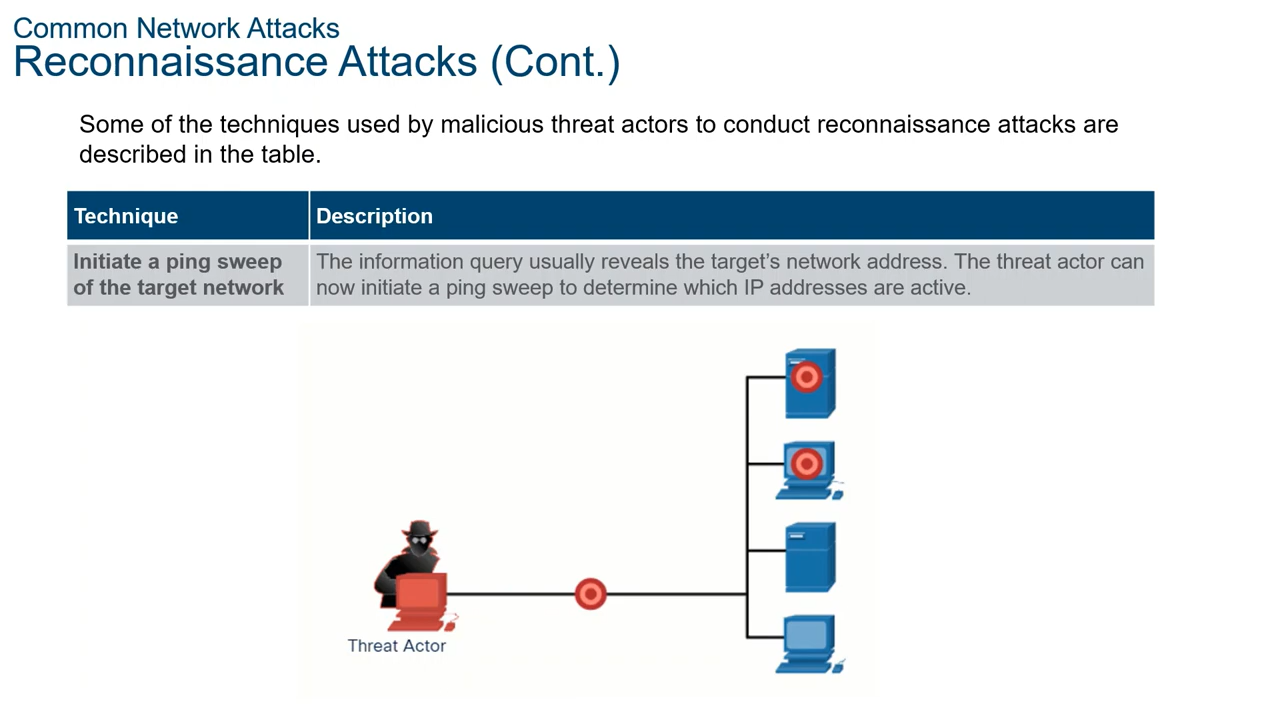 Common Network Attacks
Reconnaissance Attacks (Cont.)
Some of the techniques used by malicious threat actors to conduct reconnaissance attacks are
described in the table.
Technique
Description
Initiate a ping sweep
of the target network
The information query usually reveals the target’s network address. The threat actor can
now initiate a ping sweep to determine which IP addresses are active.
Threat Actor